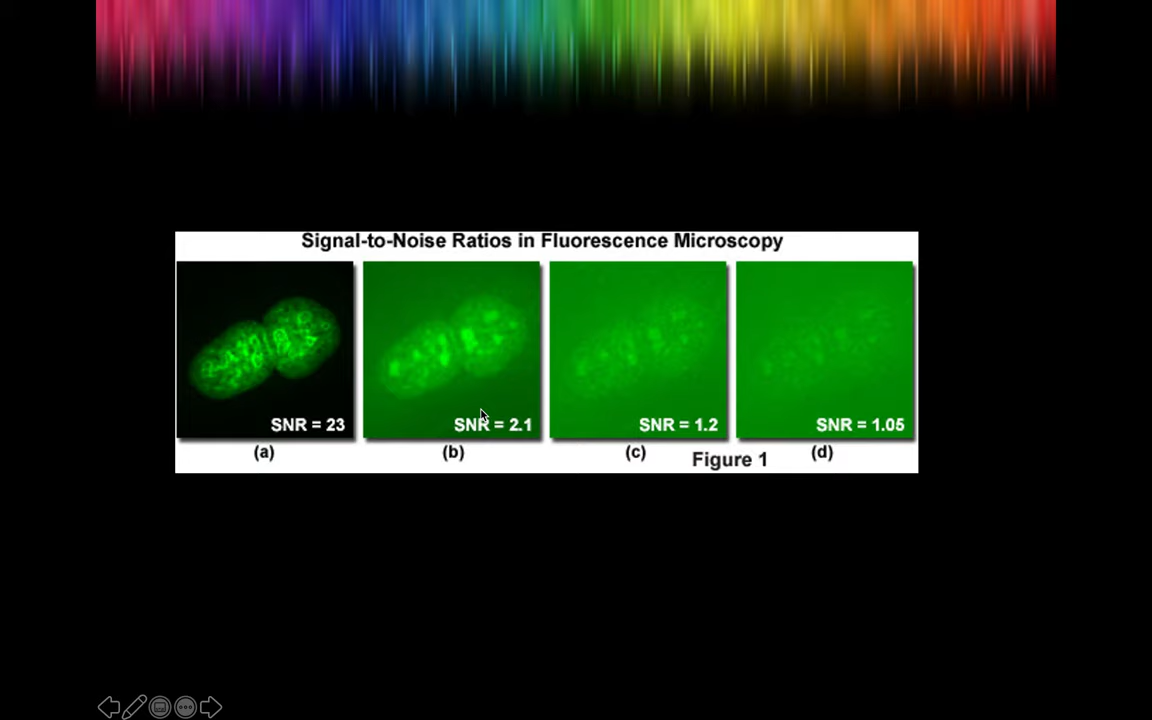 Signal-to-Noise Ratios in Fluorescence Microscopy
SNR = 23
SNR = 2.1
SNR = 1.2
SNR = 1.05
(a)
(b)
(c)
(d)
Figure 1